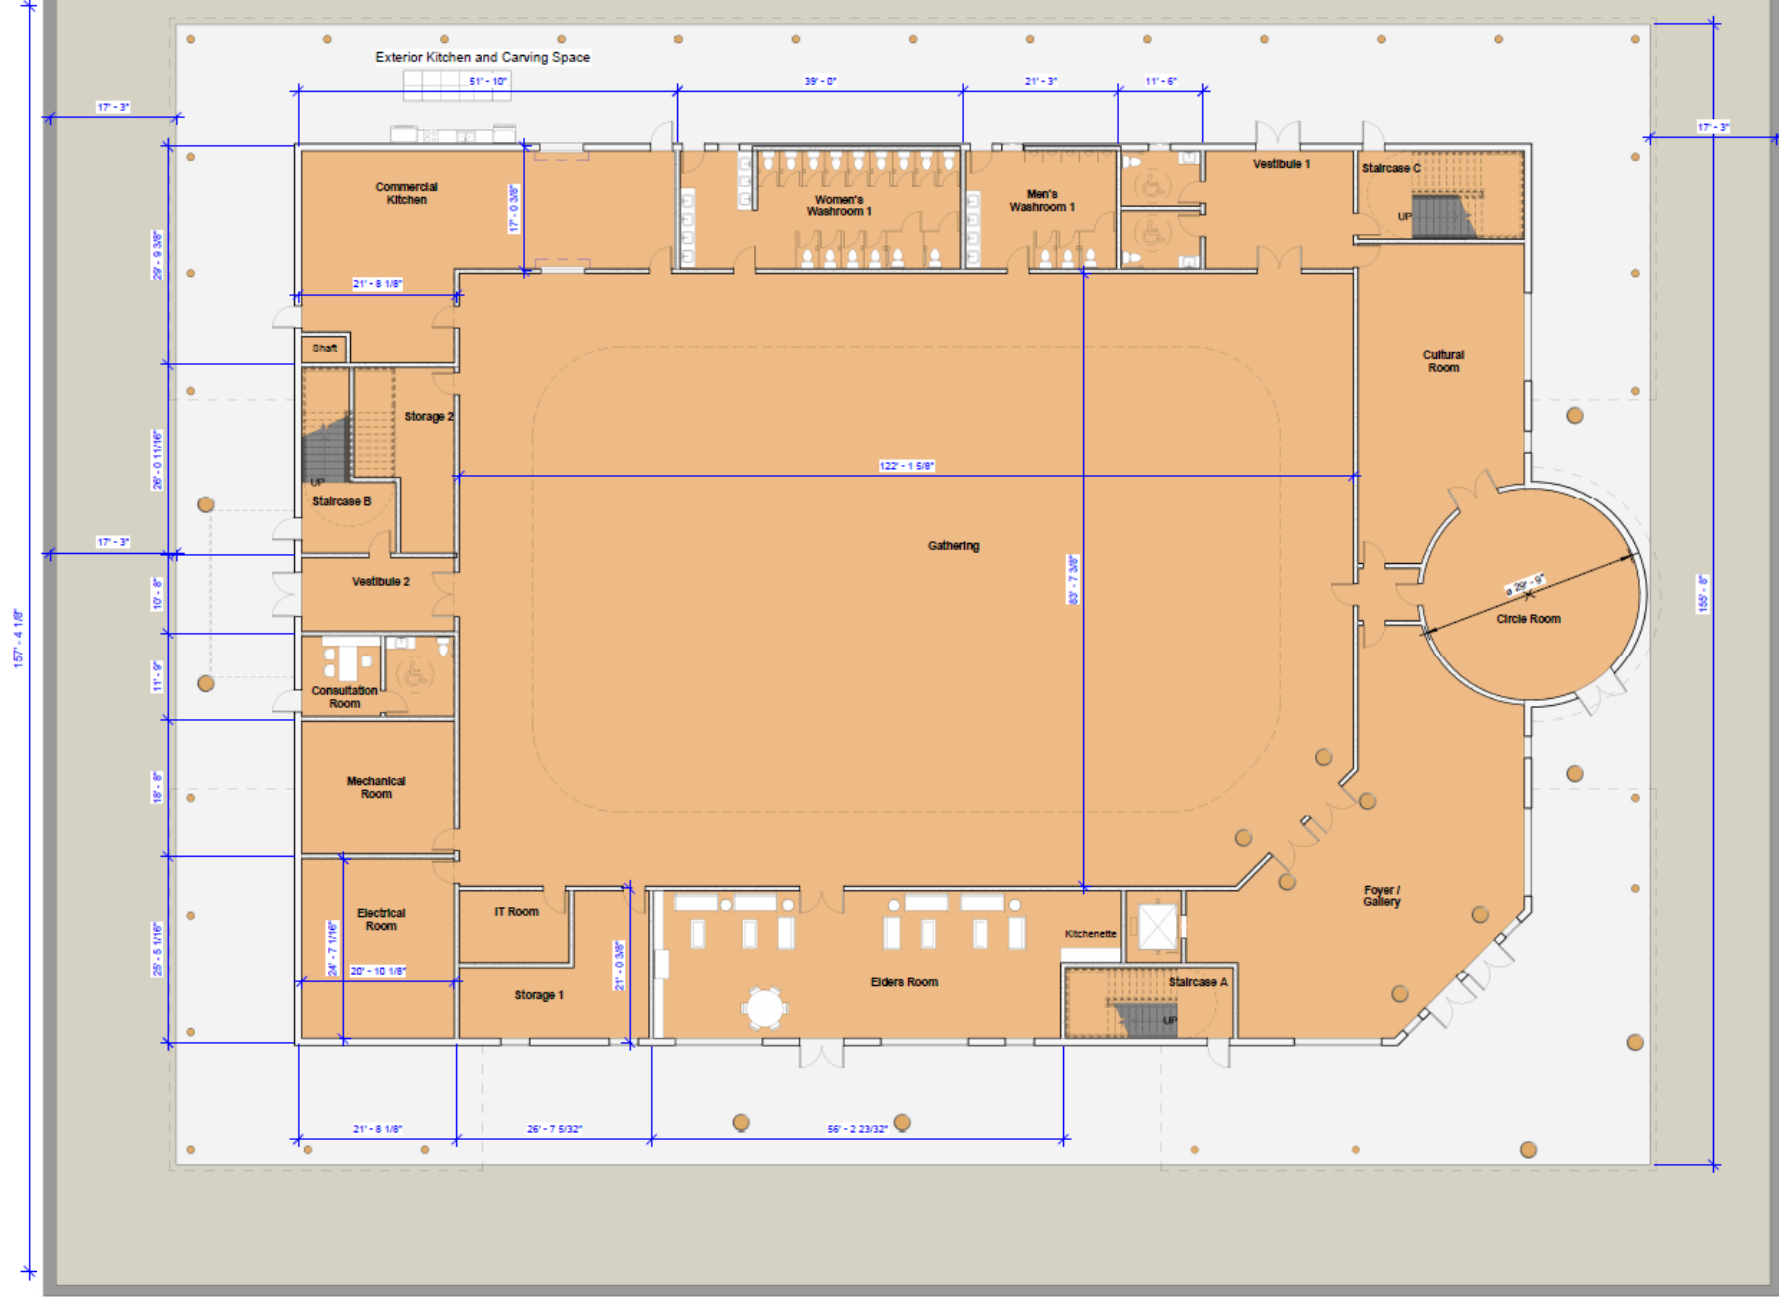 Exterior Kitchen and Carving Space
51' - 10"
39' - 0"
21' - 3"
11' - 6"
17' - 3"
17' - 3"
Commercial
Kitchen
17' - 0 3/8"
Women's
Washroom 1
Men's
Washroom 1
Vestibule 1
Staircase C
UP
29' - 9 3/8"
21' - 8 1/8"
Shaft
Cultural
Room
Storage 2
26' - 0 11/16"
122' - 1 5/8"
UP
Staircase B
Gathering
17' - 3"
Vestibule 2
10' - 8"
83' - 7 3/8"
ø 29' - 9"
Circle Room
155' - 8"
157' - 4 1/8"
11' - 9"
Consultation
Room
Mechanical
Room
18' - 8"
Foyer /
Gallery
Electrical
Room
IT Room
Kitchenette
25' - 5 1/16"
24' - 7 1/16"
20' - 10 1/8"
21' - 0 3/8"
Storage 1
Elders Room
Staircase A
UP
21' - 8 1/8"
26' - 7 5/32"
56' - 2 23/32"